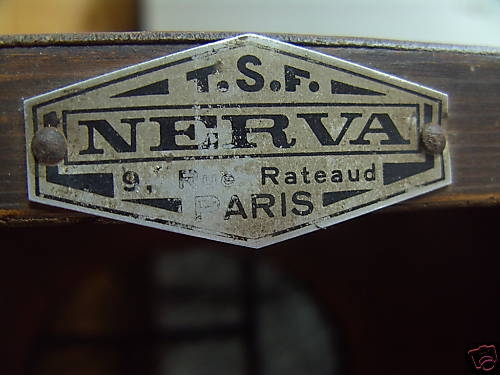 T.S.F.
NERVA
9, Rue Rateaud
PARIS